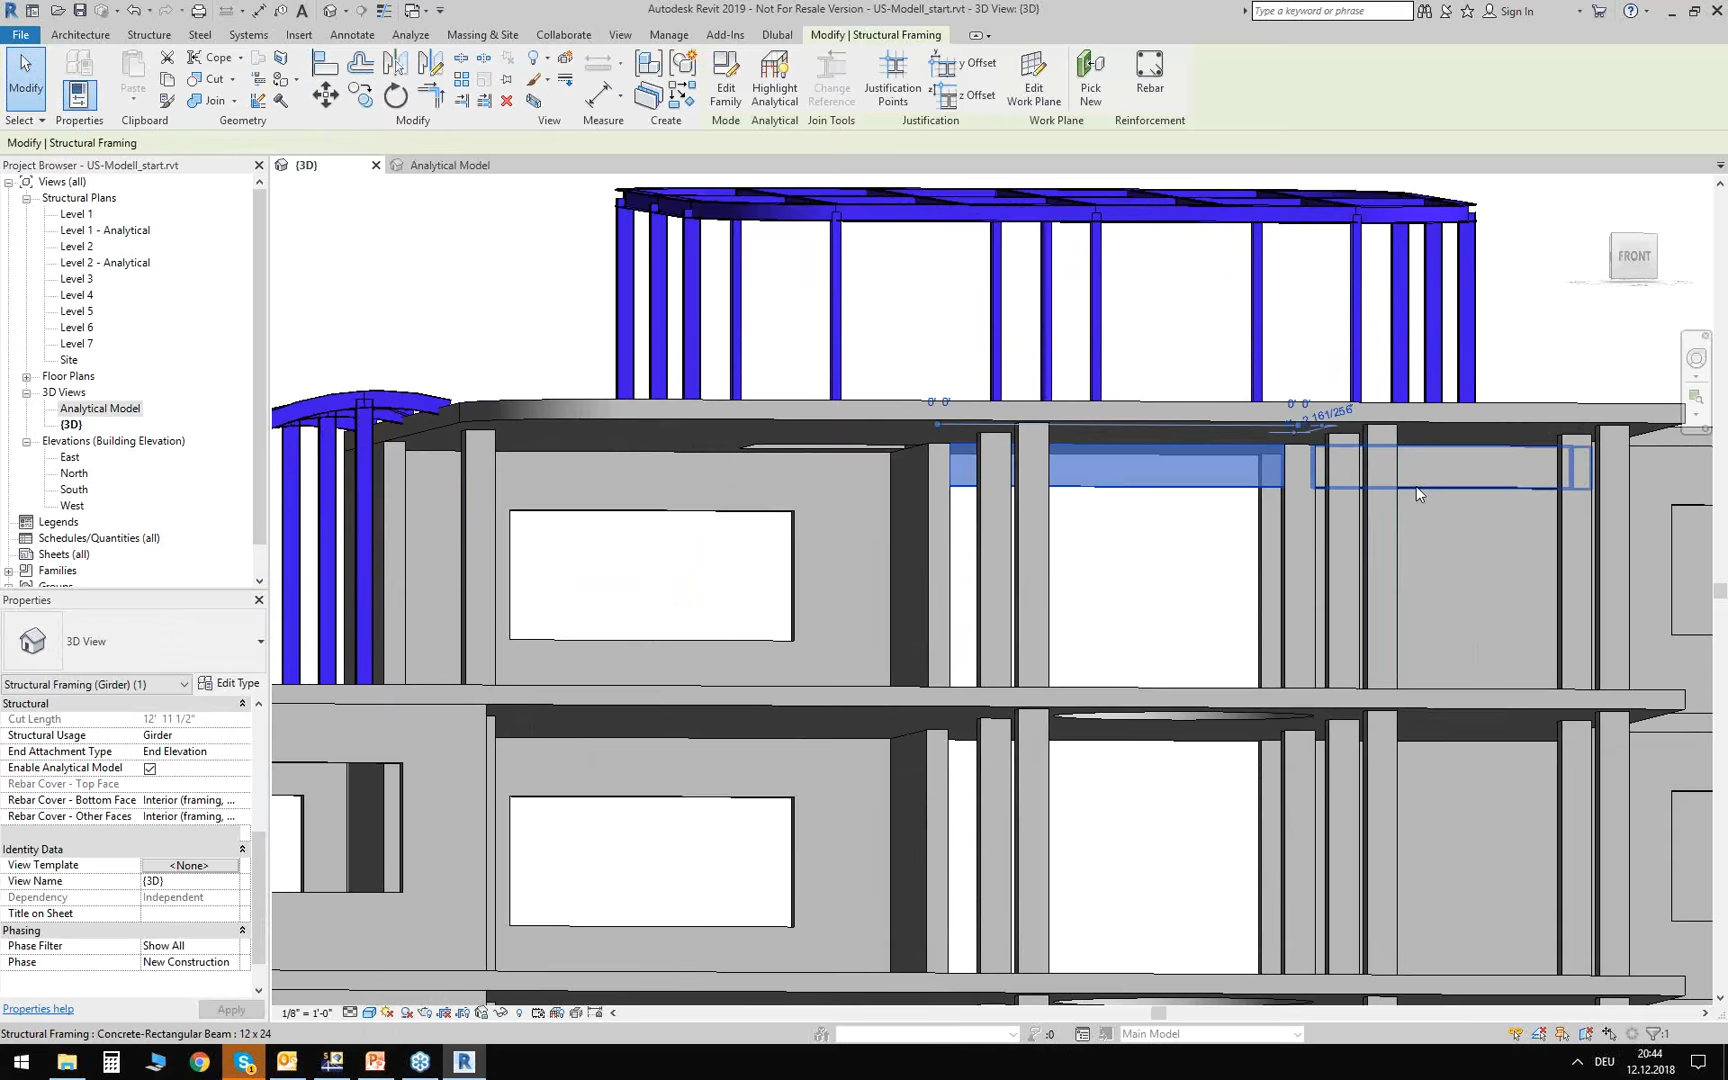 Autodesk Revit 2019 - Not For Resale Version - US-Modell_start.rvt - 3D View: {3D}
Type a keyword or phrase
Sign In
File Architecture Structure Steel Systems Insert Annotate Analyze Massing & Site Collaborate View Manage Add-Ins Dlubal Modify | Structural Framing
Modify
Paste
Cope
Cut
Join
Edit Family
Highlight Analytical
Change Reference
Justification Points
y Offset
z Offset
Edit Work Plane
Pick New
Rebar
Select Properties Clipboard Geometry Modify View Measure Create Mode Analytical Join Tools Justification Work Plane Reinforcement
Modify | Structural Framing
Project Browser - US-Modell_start.rvt
{3D}
Analytical Model
Views (all)
Structural Plans
Level 1
Level 1 - Analytical
Level 2
Level 2 - Analytical
Level 3
Level 4
Level 5
Level 6
Level 7
Site
Floor Plans
3D Views
Analytical Model
{3D}
Elevations (Building Elevation)
East
North
South
West
Legends
Schedules/Quantities (all)
Sheets (all)
Families
Groups
FRONT
0' 0'
0' 0'
2 161/256"
Properties
3D View
Structural Framing (Girder) (1)
Edit Type
Structural
Cut Length 12' 11 1/2"
Structural Usage Girder
End Attachment Type End Elevation
Enable Analytical Model
Rebar Cover - Top Face
Rebar Cover - Bottom Face Interior (framing, ...
Rebar Cover - Other Faces Interior (framing, ...
Identity Data
View Template <None>
View Name {3D}
Dependency Independent
Title on Sheet
Phasing
Phase Filter Show All
Phase New Construction
Properties help
Apply
1/8" = 1'-0"
Structural Framing : Concrete-Rectangular Beam : 12 x 24
:0
Main Model
:1
DEU
20:44
12.12.2018